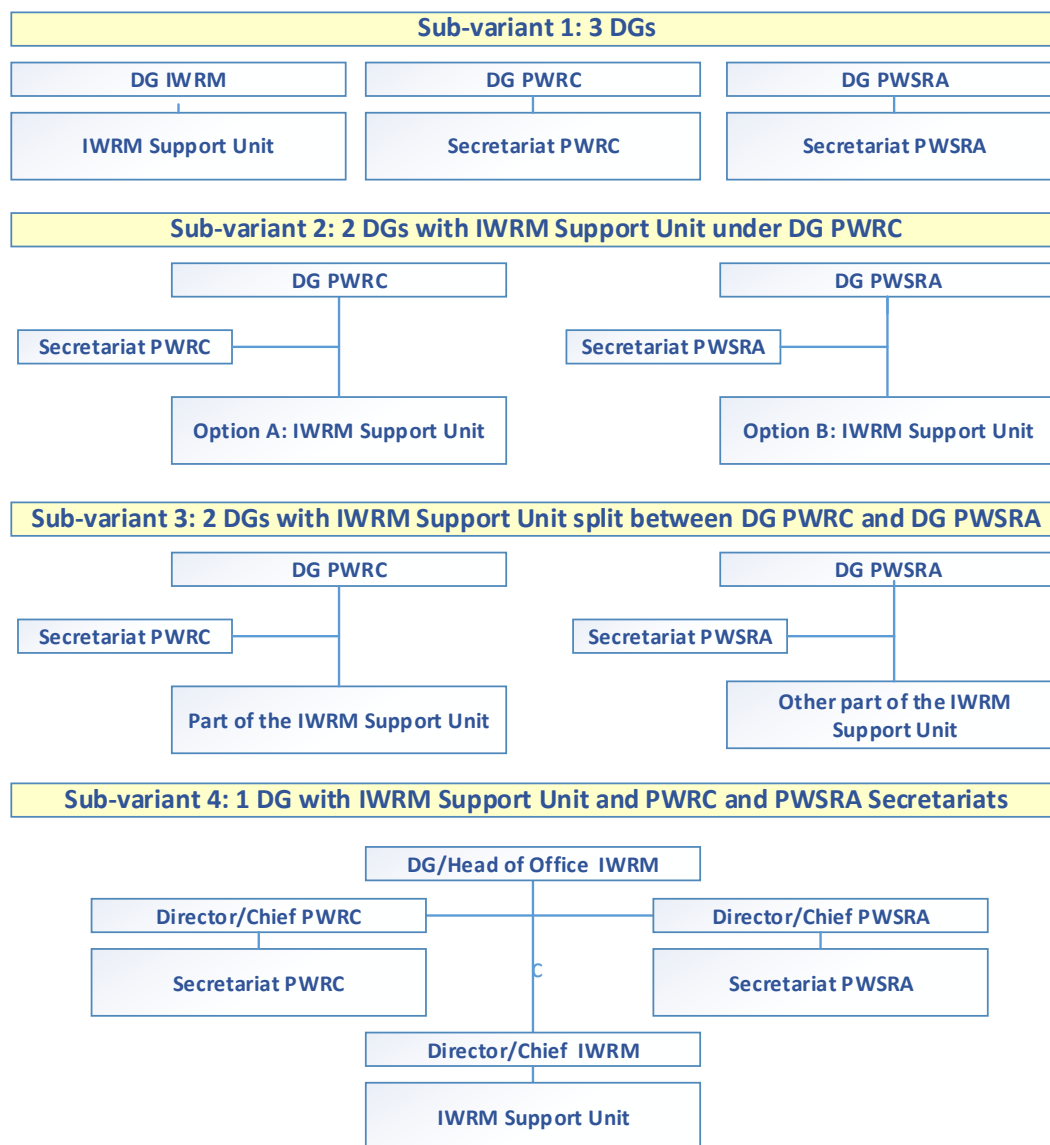 Sub-variant 1: 3 DGs
DG IWRM
DG PWRC
DG PWSRA
IWRM Support Unit
Secretariat PWRC
Secretariat PWSRA
Sub-variant 2: 2 DGs with IWRM Support Unit under DG PWRC
DG PWRC
DG PWSRA
Secretariat PWRC
Secretariat PWSRA
Option A: IWRM Support Unit
Option B: IWRM Support Unit
Sub-variant 3: 2 DGs with IWRM Support Unit split between DG PWRC and DG PWSRA
DG PWRC
DG PWSRA
Secretariat PWRC
Secretariat PWSRA
Part of the IWRM Support Unit
Other part of the IWRM
Support Unit
Sub-variant 4: 1 DG with IWRM Support Unit and PWRC and PWSRA Secretariats
DG/Head of Office IWRM
Director/Chief PWRC
Director/Chief PWSRA
Secretariat PWRC
C
Secretariat PWSRA
Director/Chief IWRM
IWRM Support Unit